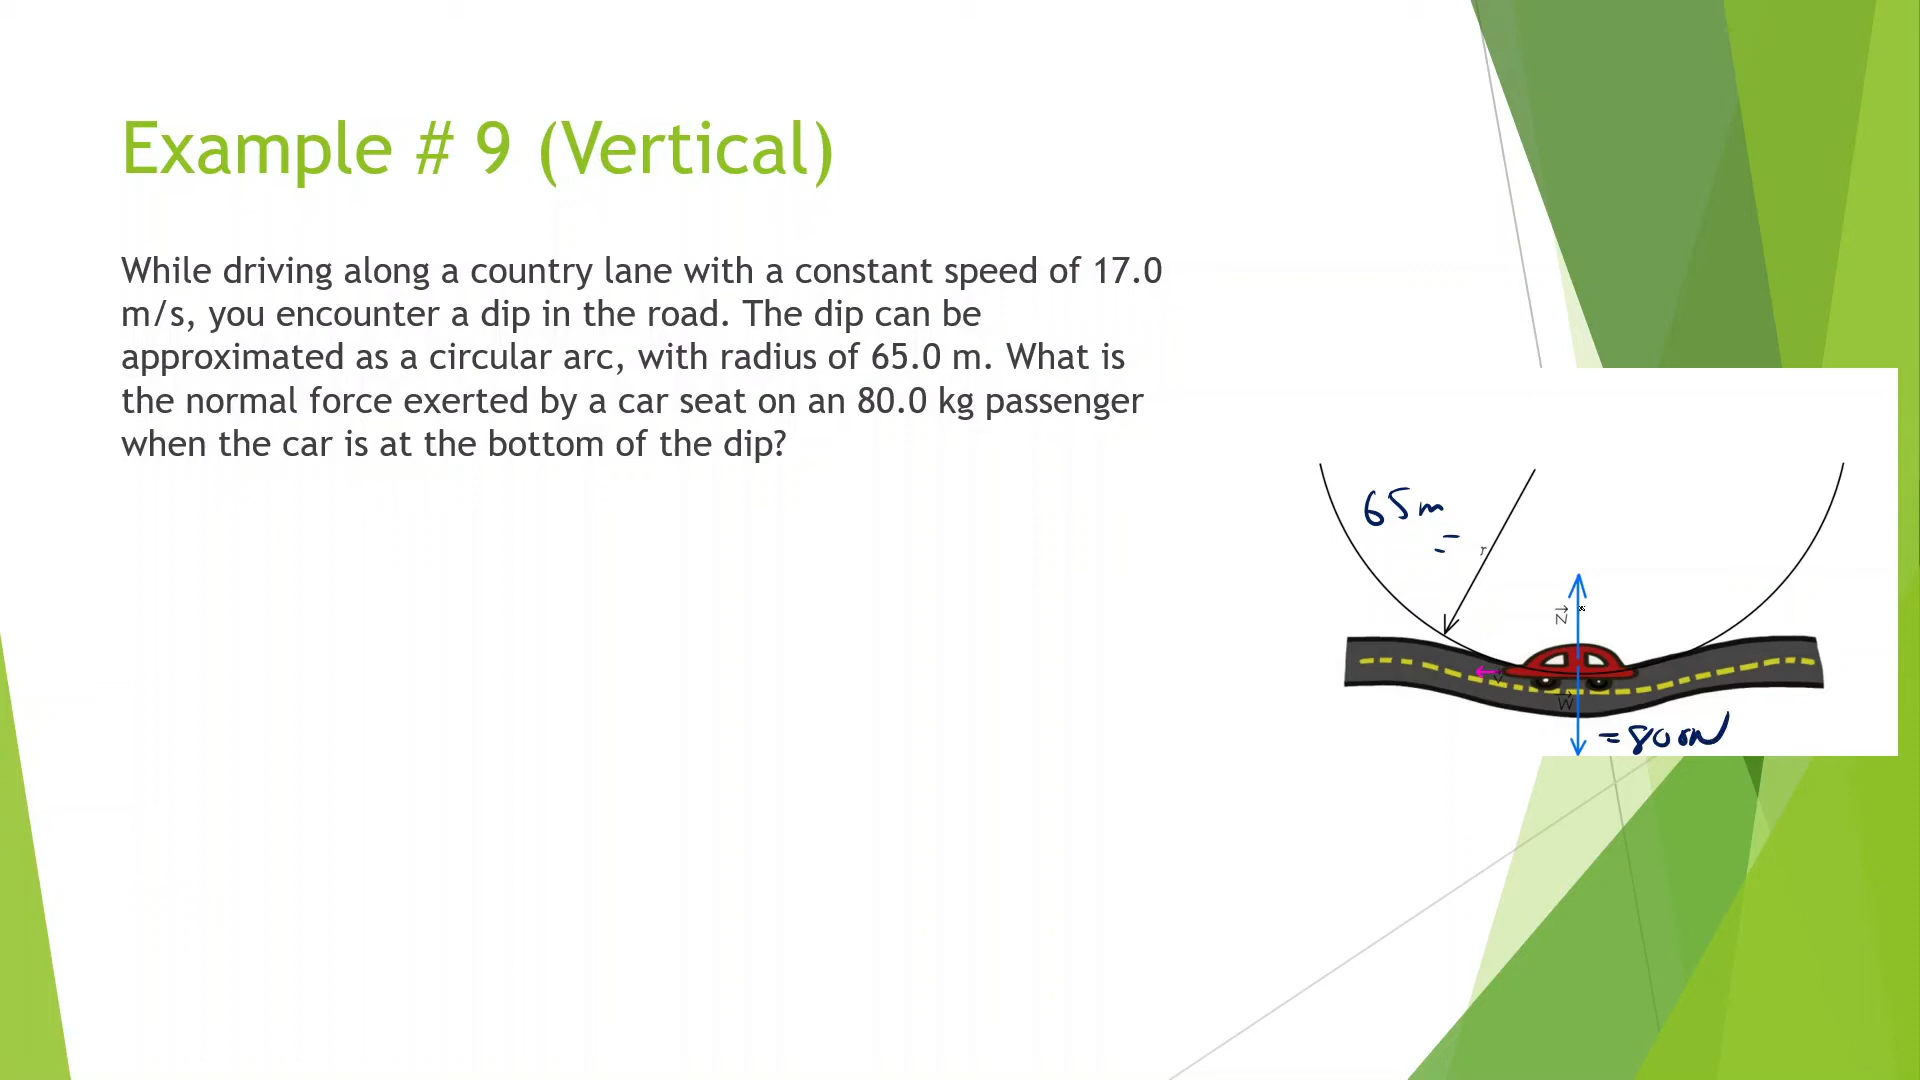 Example # 9 (Vertical)
While driving along a country lane with a constant speed of 17.0
m/s, you encounter a dip in the road. The dip can be
approximated as a circular arc, with radius of 65.0 m. What is
the normal force exerted by a car seat on an 80.0 kg passenger
when the car is at the bottom of the dip?
65m
=
r
N
v
W
= 800N